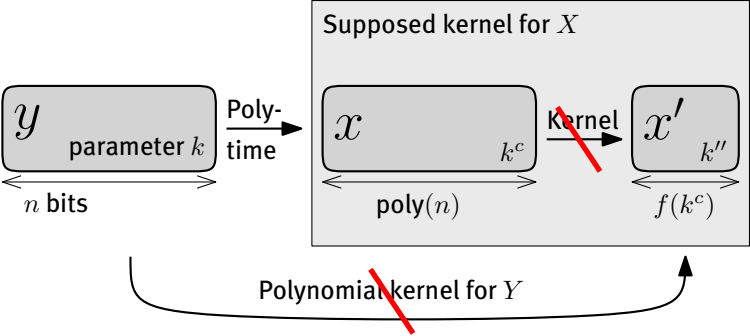 Supposed kernel for X
y
parameter k
n bits
Poly-
time
x
k^c
poly(n)
Kernel
x′
k″
f(k^c)
Polynomial kernel for Y